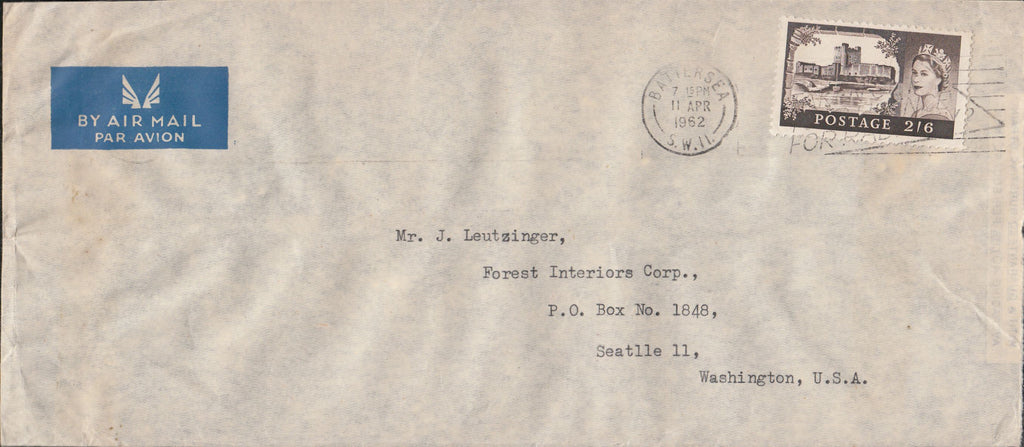 BY AIR MAIL
PAR AVION
BATTERSEA
7.15PM
11 APR
1962
S.W.11.
POSTAGE 2/6
FOR
Mr. J. Leutzinger,
Forest Interiors Corp.,
P.O. Box No. 1848,
Seatlle 11,
Washington, U.S.A.